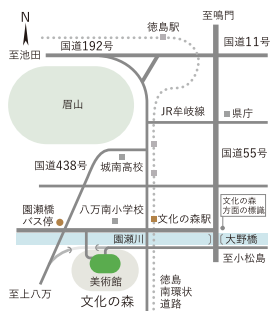 至鳴門
N
徳島駅
国道192号
国道11号
至池田
眉山
JR牟岐線
県庁
城南高校
国道438号
国道55号
文化の森
方面の標識
園瀬橋
バス停
八万南小学校
文化の森駅
園瀬川
大野橋
至小松島
美術館
徳島
南環状
道路
至上八万
文化の森